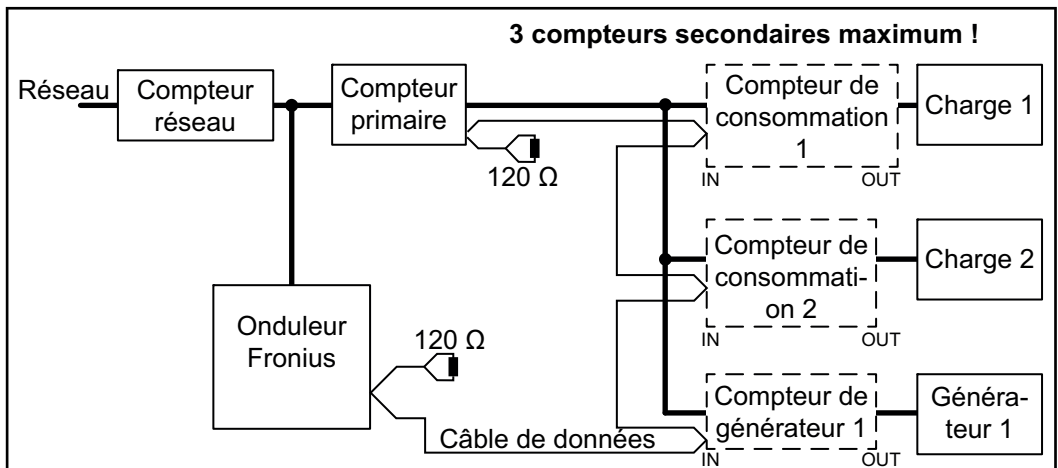 3 compteurs secondaires maximum !
Réseau
Compteur
réseau
Compteur
primaire
Compteur de
consommation
1
Charge 1
120 Ω
IN
OUT
Compteur de
consommati-
on 2
Charge 2
IN
OUT
Onduleur
Fronius
120 Ω
Câble de données
Compteur de
générateur 1
Généra-
teur 1
IN
OUT